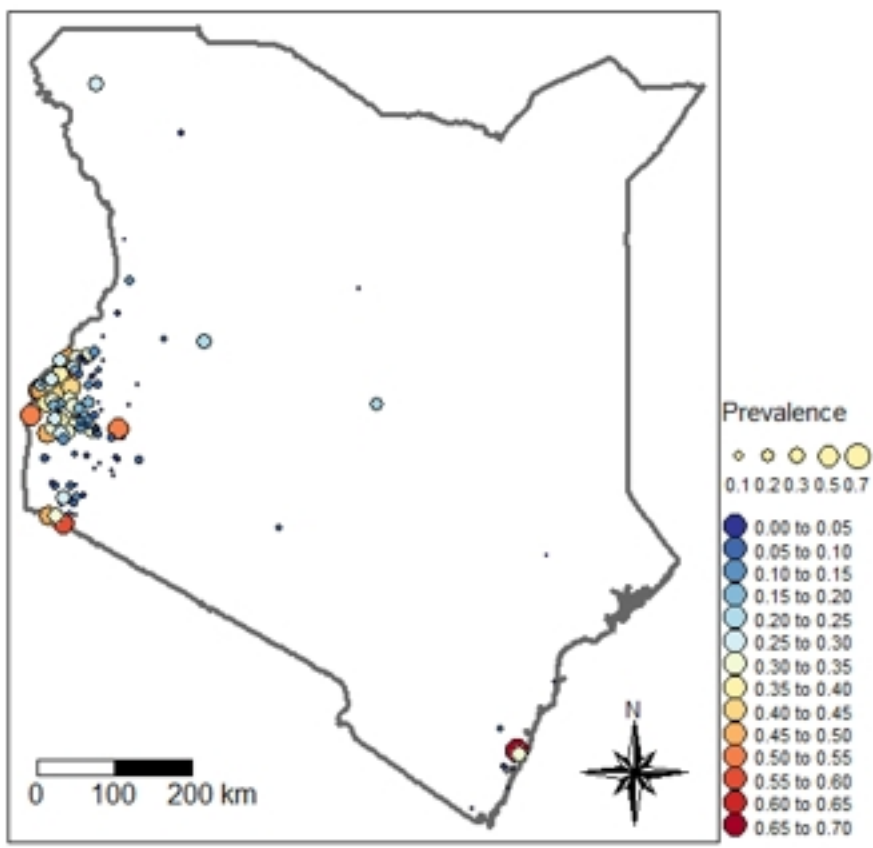 Prevalence
0.1 0.2 0.3 0.5 0.7
0.00 to 0.05
0.05 to 0.10
0.10 to 0.15
0.15 to 0.20
0.20 to 0.25
0.25 to 0.30
0.30 to 0.35
0.35 to 0.40
0.40 to 0.45
0.45 to 0.50
0.50 to 0.55
0.55 to 0.60
0.60 to 0.65
0.65 to 0.70
N
0 100 200 km